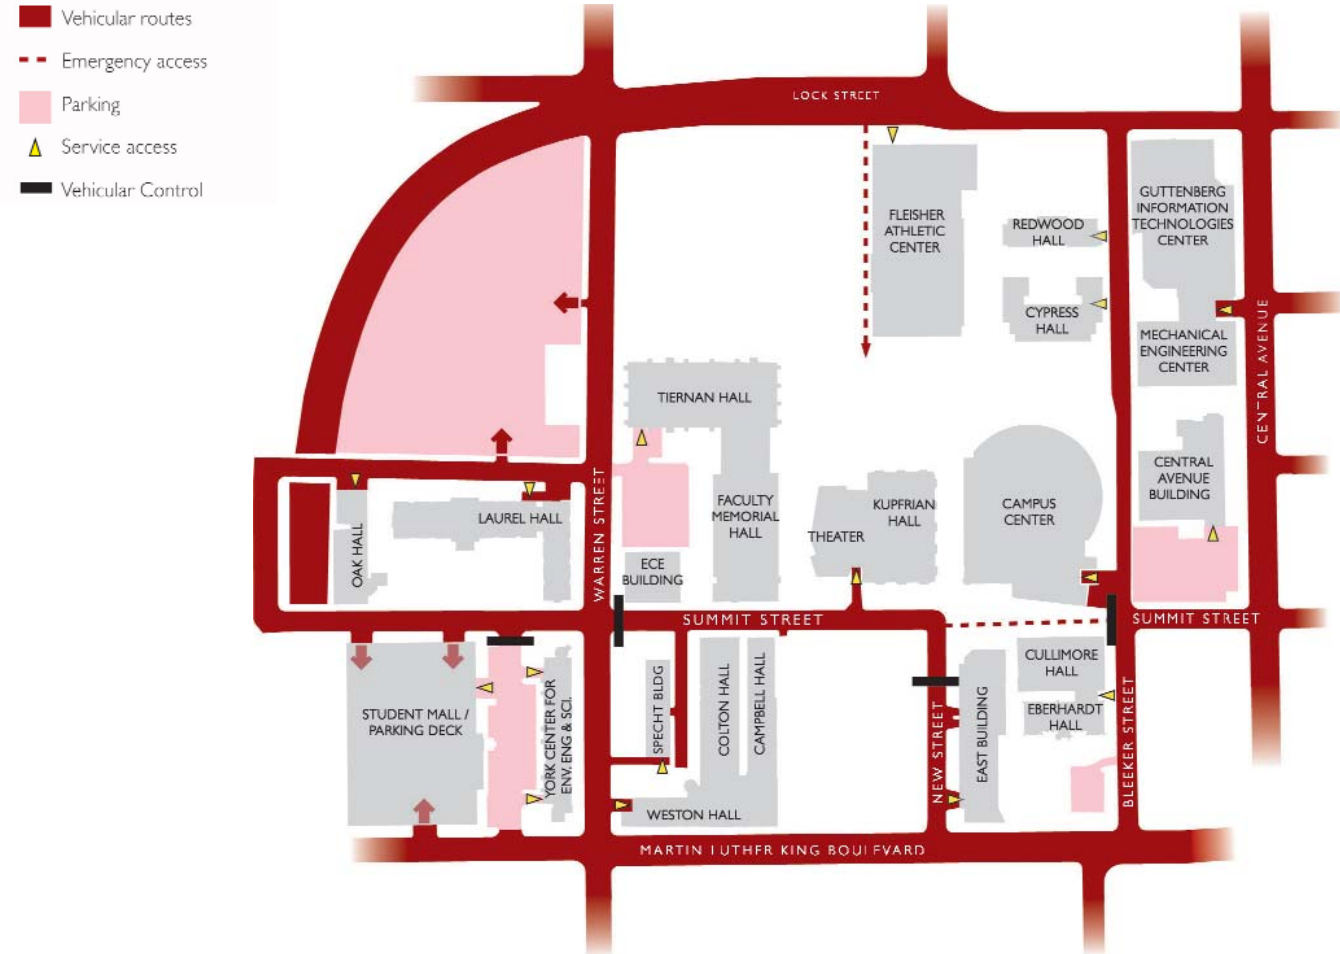 Vehicular routes
Emergency access
Parking
Service access
Vehicular Control
LOCK STREET
FLEISHER
ATHLETIC
CENTER
REDWOOD
HALL
CYPRESS
HALL
GUTTENBERG
INFORMATION
TECHNOLOGIES
CENTER
MECHANICAL
ENGINEERING
CENTER
CENTRAL AVENUE
TIERNAN HALL
CENTRAL
AVENUE
BUILDING
WARREN STREET
OAK HALL
LAUREL HALL
FACULTY
MEMORIAL
HALL
ECE
BUILDING
THEATER
KUPFRIAN
HALL
CAMPUS
CENTER
SUMMIT STREET
SUMMIT STREET
STUDENT MALL /
PARKING DECK
YORK CENTER FOR
ENV. ENG & SCI.
SPECHT BLDG
COLTON HALL
CAMPBELL HALL
WESTON HALL
NEW STREET
EAST BUILDING
CULLIMORE
HALL
EBERHARDT
HALL
BLEEKER STREET
MARTIN LUTHER KING BOULEVARD